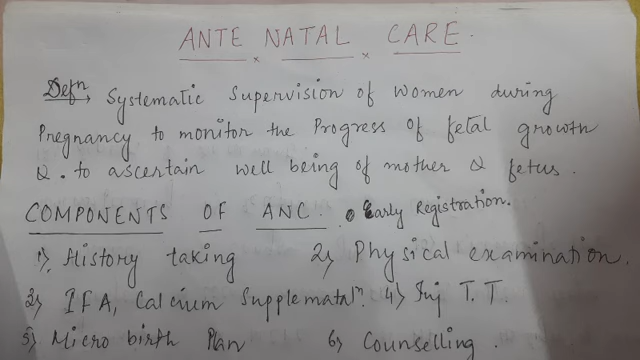 ANTE NATAL CARE.
Defn → Systematic Supervision of women during
Pregnancy to monitor the Progress of fetal growth
& . to ascertain well being of mother & fetus.
COMPONENTS OF ANC. • Early Registration.
1) History taking 2) Physical examination.
3) IFA, Calcium Supplematatn. 4) Inj T.T.
5) Micro birth Plan 6) Counselling.